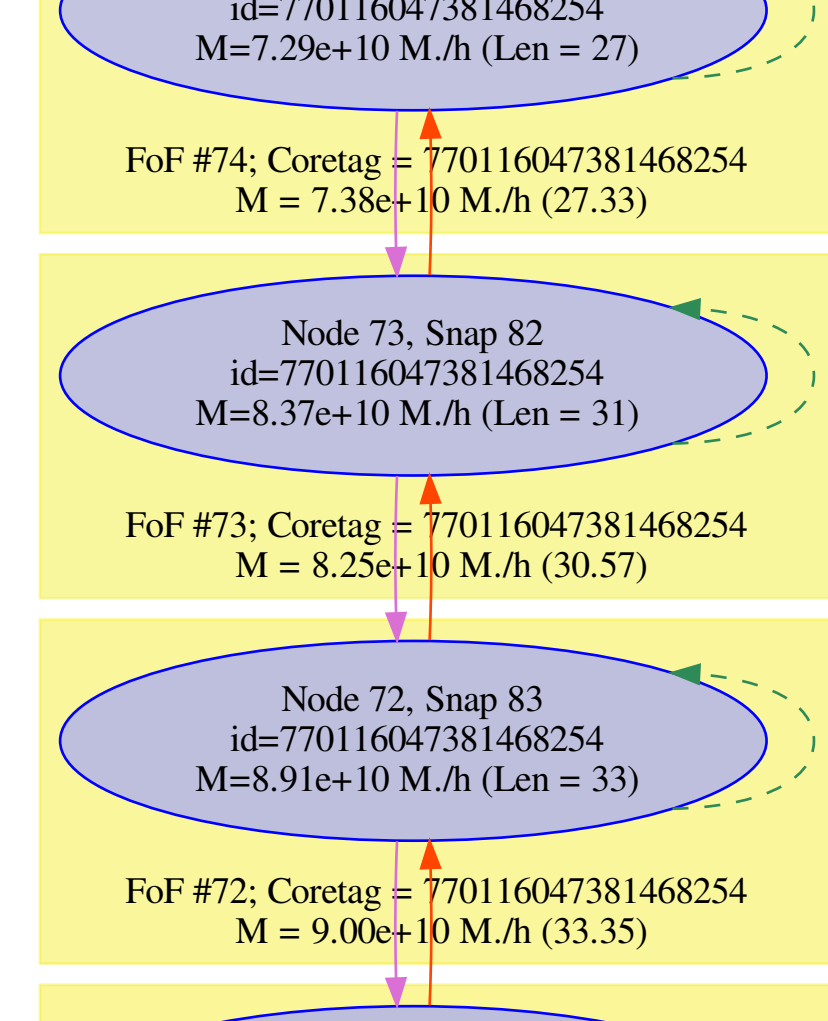 id=770116047381468254
M=7.29e+10 M./h (Len = 27)
FoF #74; Coretag = 770116047381468254
M = 7.38e+10 M./h (27.33)
Node 73, Snap 82
id=770116047381468254
M=8.37e+10 M./h (Len = 31)
FoF #73; Coretag = 770116047381468254
M = 8.25e+10 M./h (30.57)
Node 72, Snap 83
id=770116047381468254
M=8.91e+10 M./h (Len = 33)
FoF #72; Coretag = 770116047381468254
M = 9.00e+10 M./h (33.35)